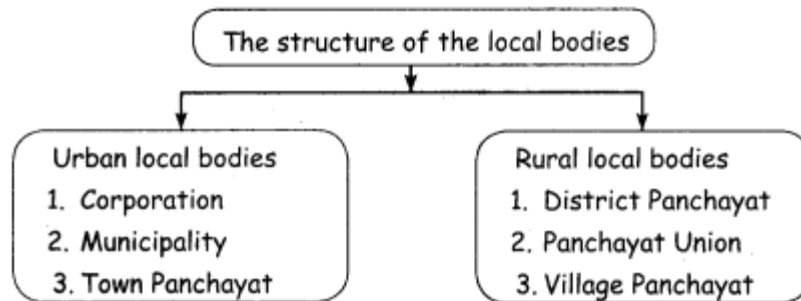 The structure of the local bodies
Urban local bodies
1. Corporation
2. Municipality
3. Town Panchayat
Rural local bodies
1. District Panchayat
2. Panchayat Union
3. Village Panchayat